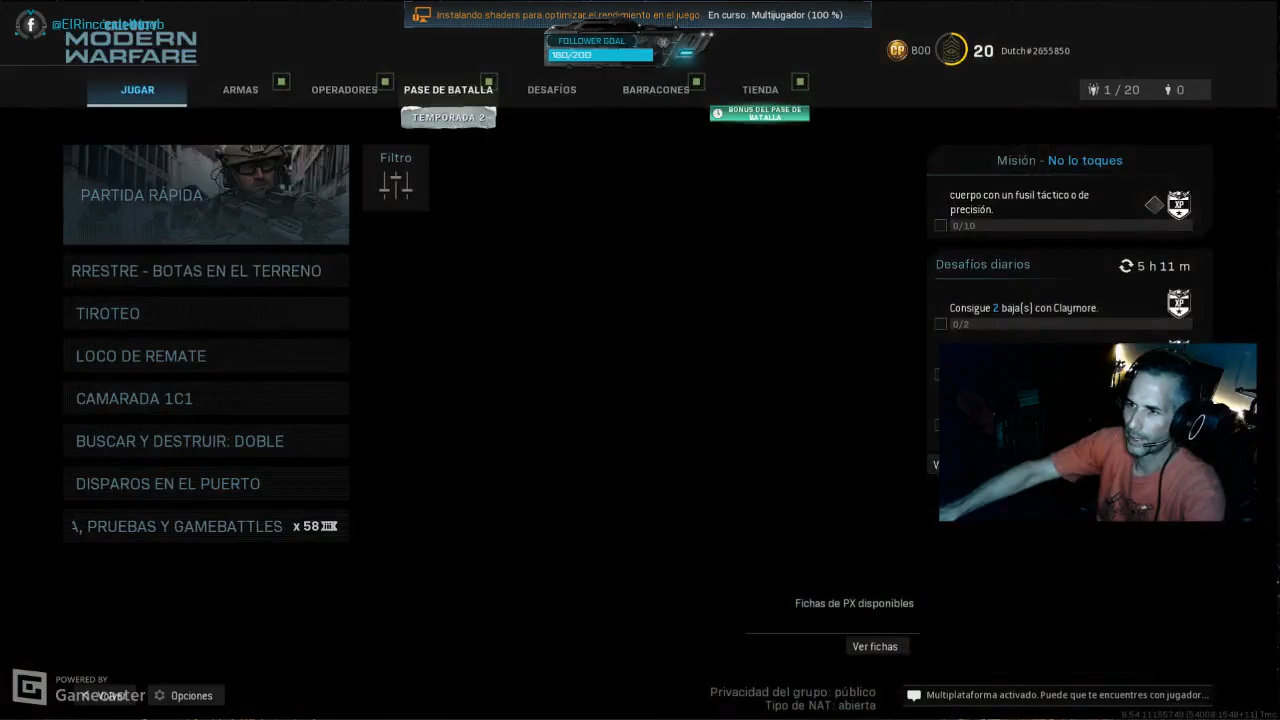 Instalando shaders para optimizar el rendimiento en el juego. En curso: Multijugador (100 %)
MODERN
WARFARE
FOLLOWER GOAL
180/200
CP 800
20
Dutch#2655850
JUGAR
ARMAS
OPERADORES
PASE DE BATALLA
DESAFÍOS
BARRACONES
TIENDA
TEMPORADA 2
BONUS DEL PASE DE
BATALLA
1 / 20
0
PARTIDA RÁPIDA
Filtro
RRESTRE - BOTAS EN EL TERRENO
TIROTEO
LOCO DE REMATE
CAMARADA 1C1
BUSCAR Y DESTRUIR: DOBLE
DISPAROS EN EL PUERTO
A, PRUEBAS Y GAMEBATTLES x 58
Misión - No lo toques
cuerpo con un fusil táctico o de
precisión.
XP
0/10
Desafíos diarios
5 h 11 m
Consigue 2 baja(s) con Claymore.
XP
0/2
Fichas de PX disponibles
Ver fichas
POWERED BY
Gamecaster
Volver
Opciones
Privacidad del grupo: público
Tipo de NAT: abierta
Multiplataforma activado. Puede que te encuentres con jugador...